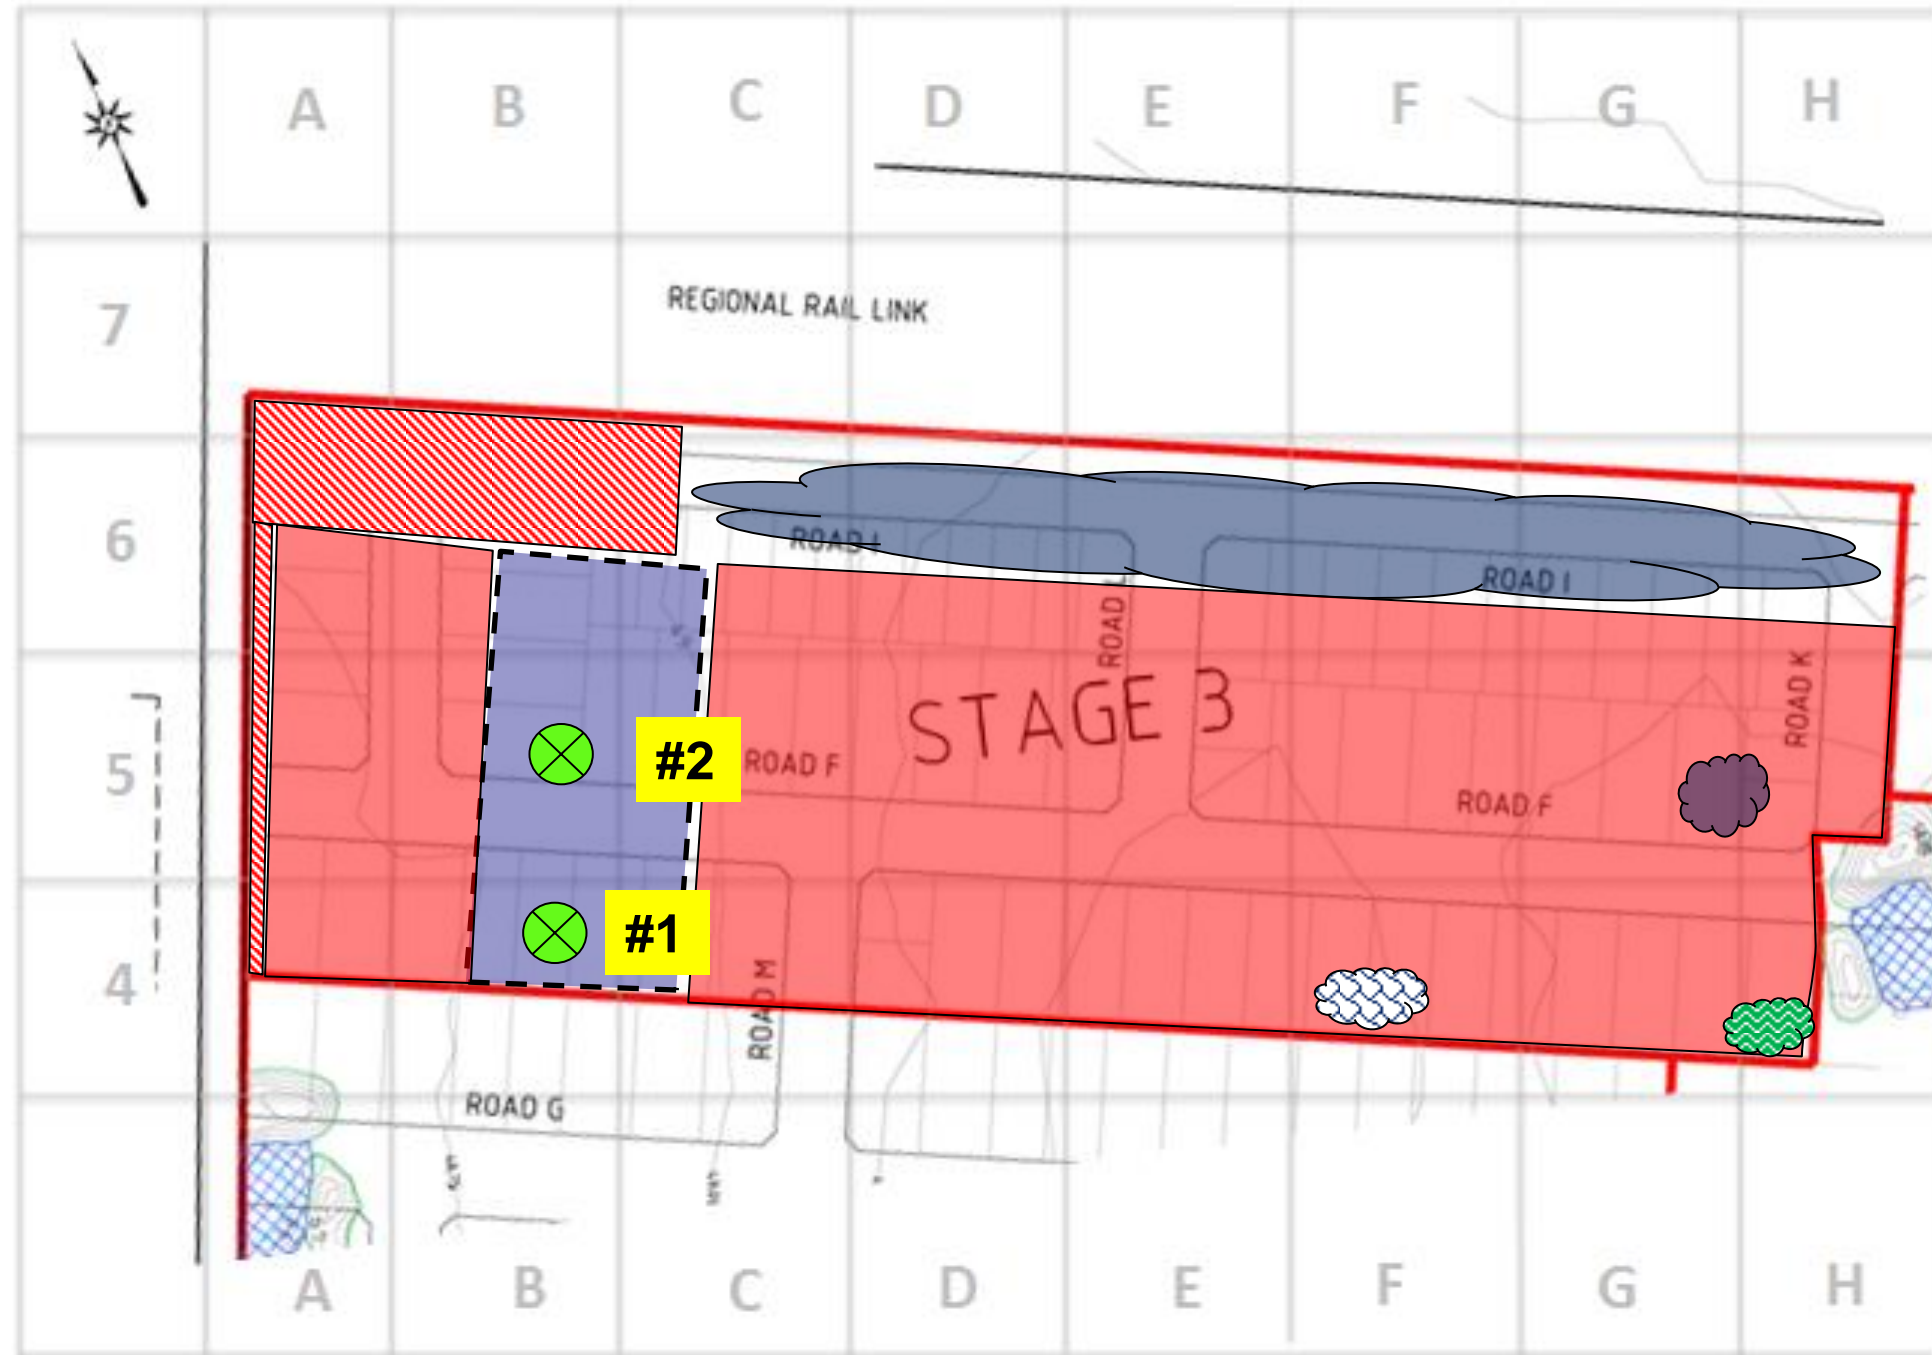 A B C D E F G H
7
REGIONAL RAIL LINK
6
ROAD I
ROAD I
ROAD L
ROAD K
STAGE 3
5
#2
ROAD F
ROAD F
#1
4
ROAD M
ROAD G
A B C D E F G H